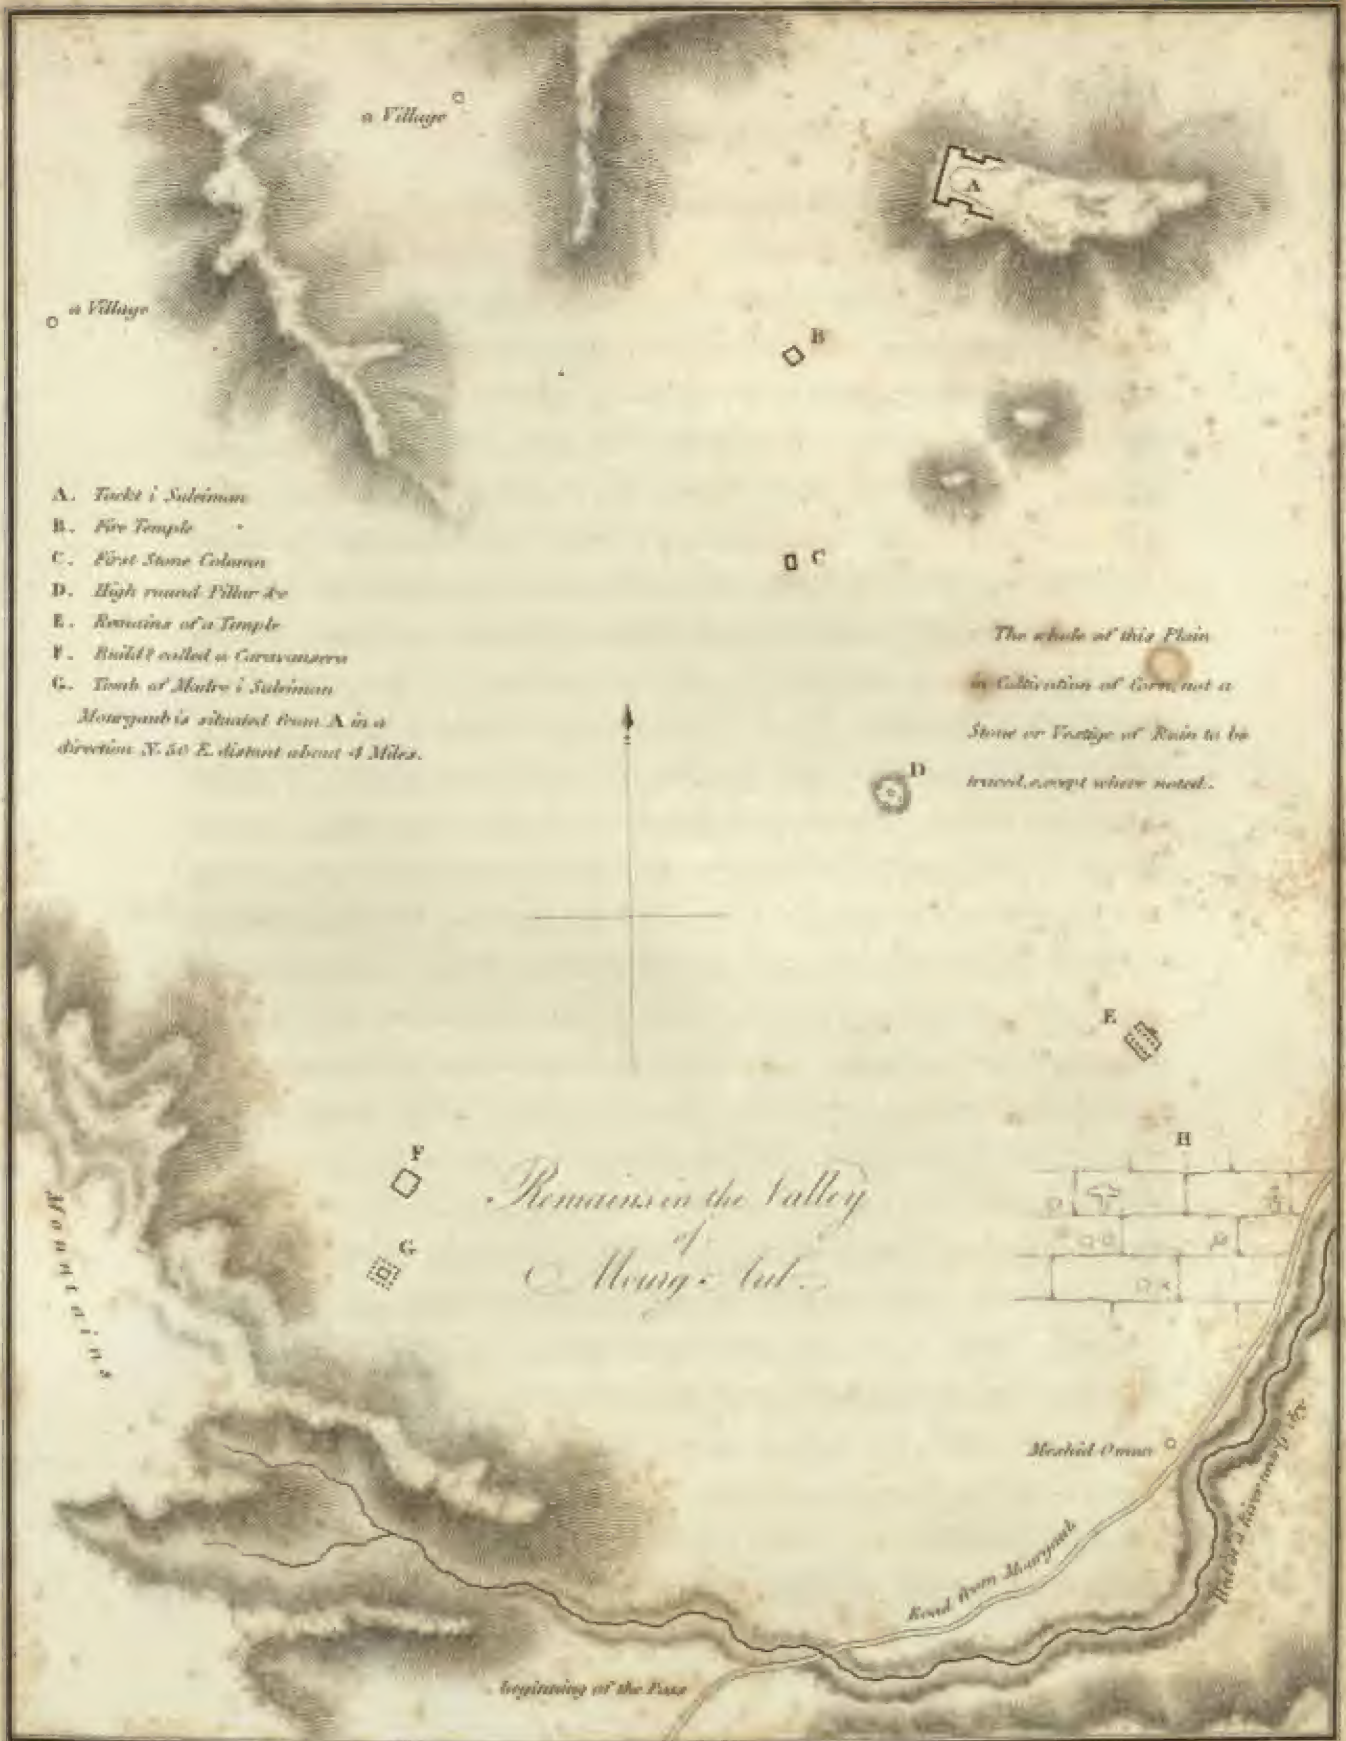 a Village
A
a Village
B
A. Tackt i Suleiman
B. Fire Temple
C. First Stone Column
D. High round Pillar &c
E. Remains of a Temple
F. Build.g called a Caravansera
G. Tomb of Madre i Suleiman
Mourgaub is situated from A in a
direction N. 50 E. distant about 4 Miles.
C
The whole of this Plain
in Cultivation of Corn, not a
Stone or Vestige of Ruin to be
traced, except where noted.
D
E
F
H
Remains in the Valley
of
Mourg-Aub.
G
Mountains
Meshid Omun
Road from Mourgaub
beginning of the Pass